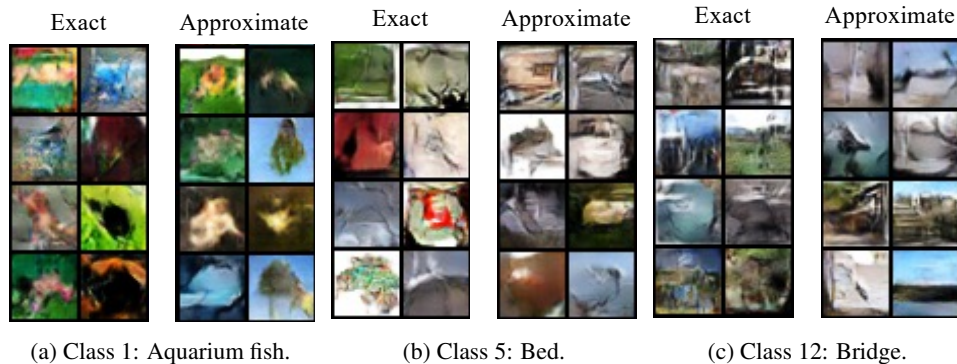 Exact Approximate Exact Approximate Exact Approximate
(a) Class 1: Aquarium fish. (b) Class 5: Bed. (c) Class 12: Bridge.